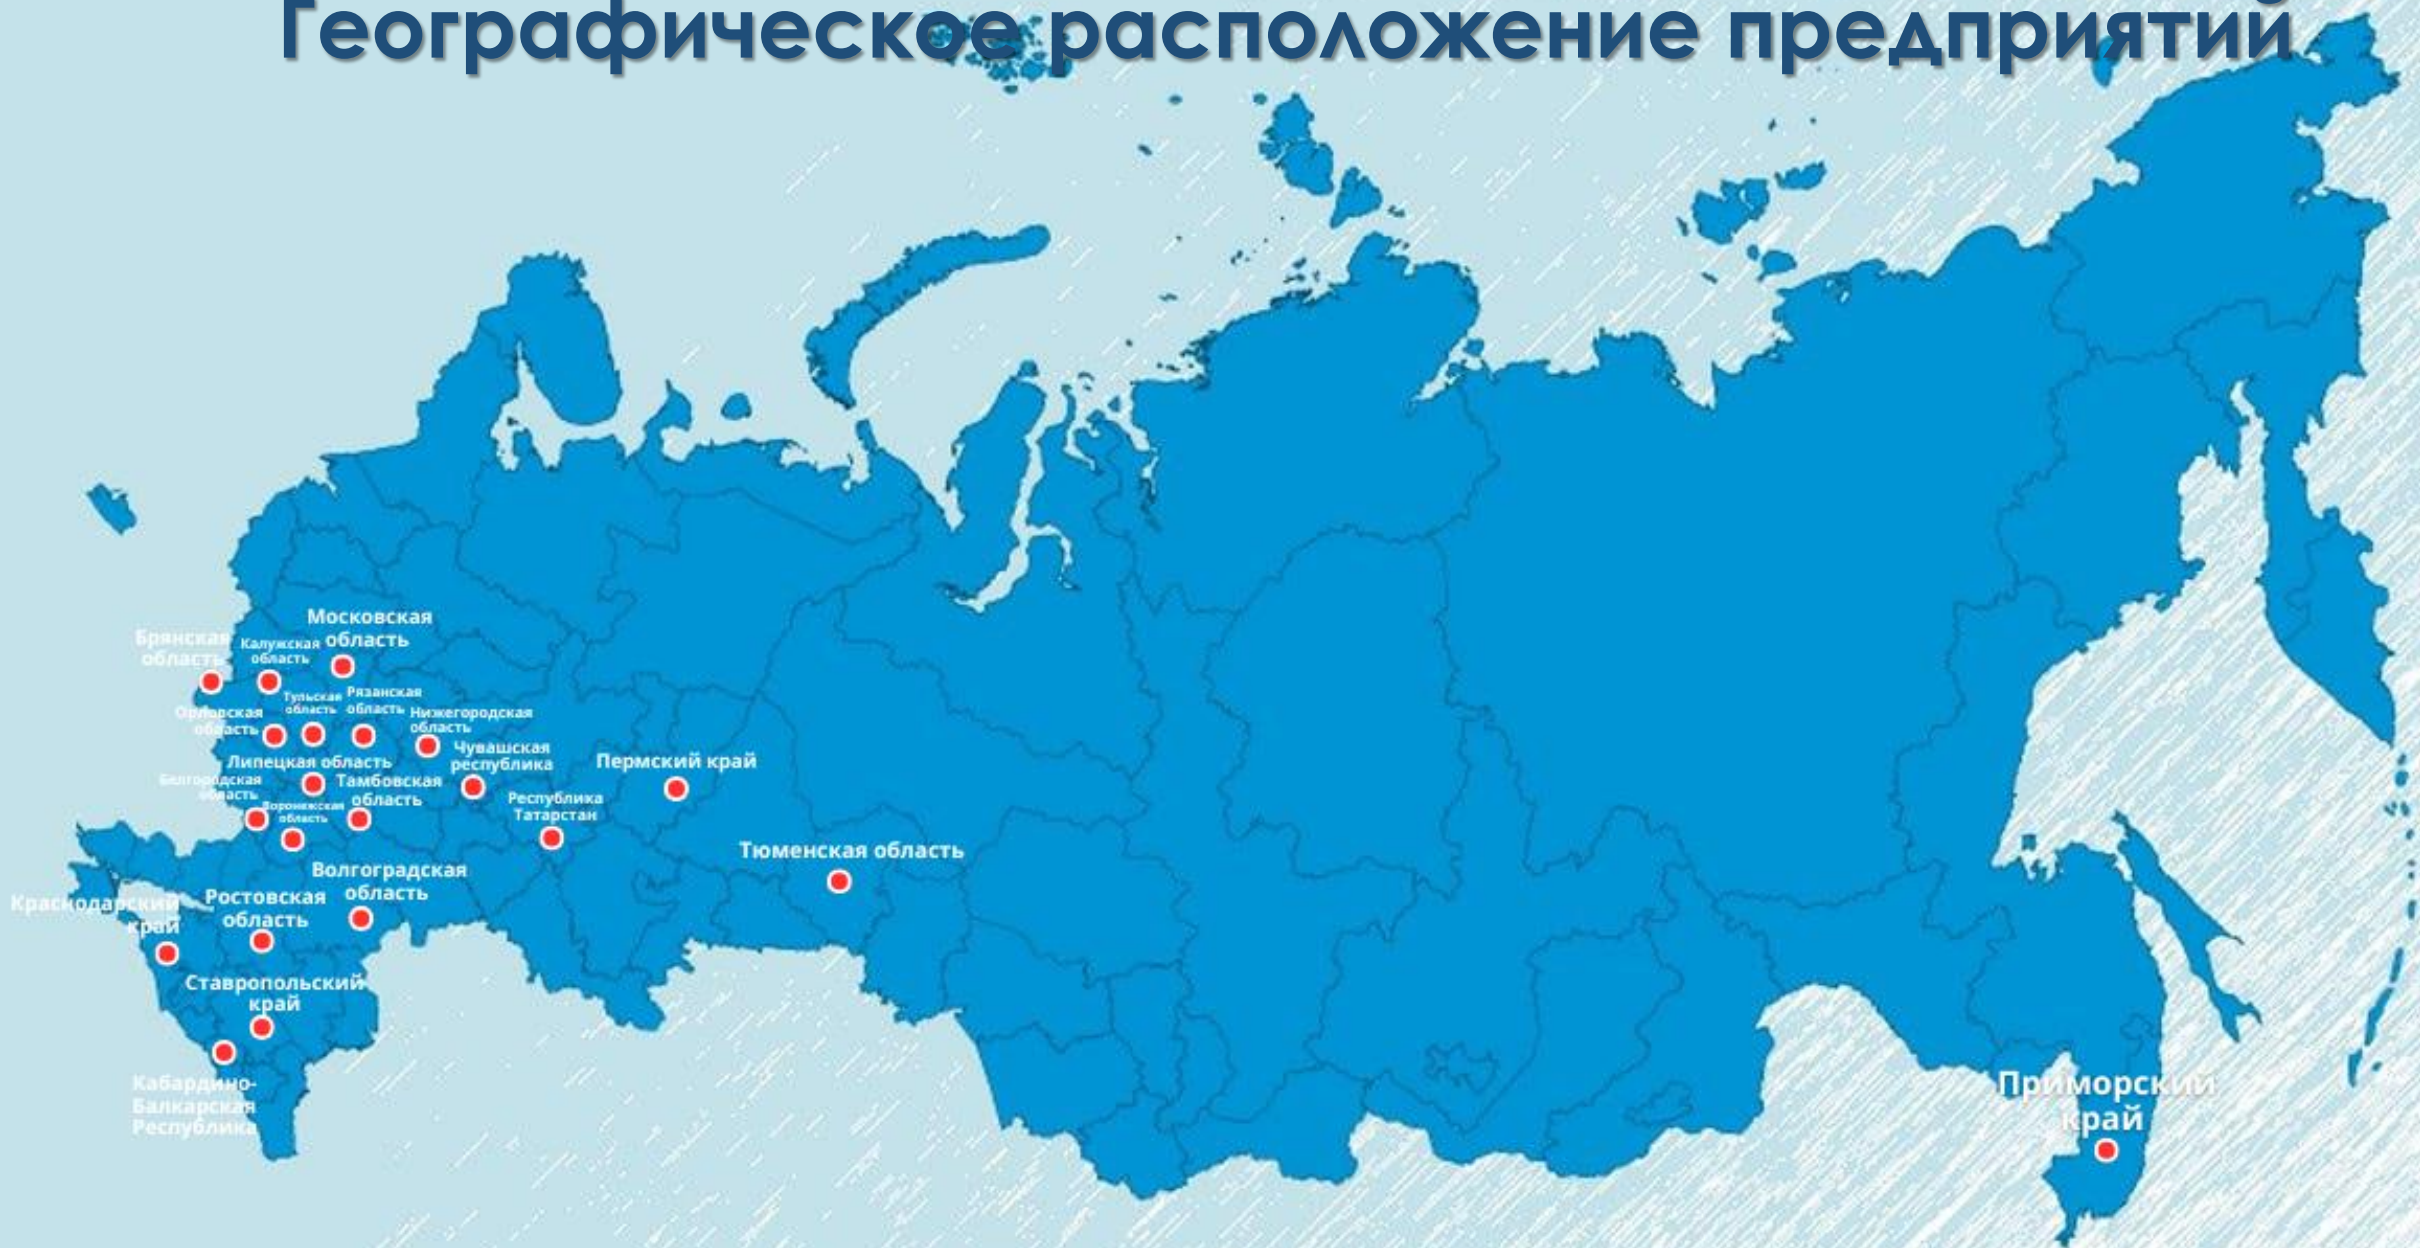 Географическое расположение предприятий
Московская
область
Брянская
область
Калужская
область
Тульская
область
Рязанская
область
Орловская
область
Нижегородская
область
Чувашская
республика
Липецкая область
Белгородская
область
Тамбовская
область
Воронежская
область
Пермский край
Республика
Татарстан
Тюменская область
Волгоградская
область
Ростовская
область
Краснодарский
край
Ставропольский
край
Кабардино-
Балкарская
Республика
Приморский
край